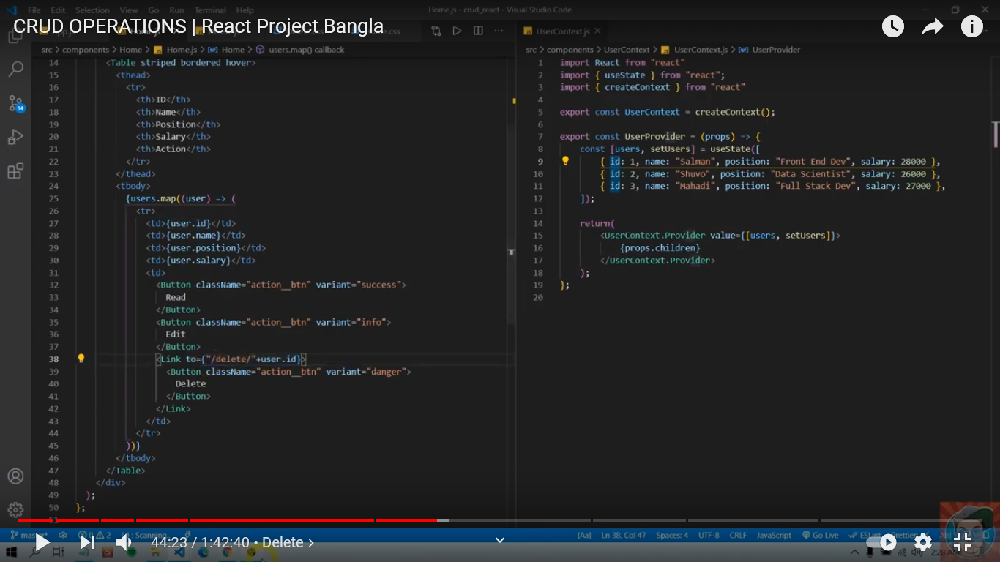 File Edit Selection View Go Run Terminal Help
Home.js - crud_react - Visual Studio Code
CRUD OPERATIONS | React Project Bangla
UserContext.js
src > components > Home > Home.js > Home > users.map() callback
14 <Table striped bordered hover>
15 <thead>
16 <tr>
17 <th>ID</th>
18 <th>Name</th>
19 <th>Position</th>
20 <th>Salary</th>
21 <th>Action</th>
22 </tr>
23 </thead>
24 <tbody>
25 {users.map((user) => (
26 <tr>
27 <td>{user.id}</td>
28 <td>{user.name}</td>
29 <td>{user.position}</td>
30 <td>{user.salary}</td>
31 <td>
32 <Button className="action__btn" variant="success">
33 Read
34 </Button>
35 <Button className="action__btn" variant="info">
36 Edit
37 </Button>
38 <Link to={"/delete/"+user.id}>
39 <Button className="action__btn" variant="danger">
40 Delete
41 </Button>
42 </Link>
43 </td>
44 </tr>
45 ))}
46 </tbody>
47 </Table>
48 </div>
49 );
50 };
51
src > components > UserContext > UserContext.js > UserProvider
1 import React from "react"
2 import { useState } from "react";
3 import { createContext } from "react"
4
5 export const UserContext = createContext();
6
7 export const UserProvider = (props) => {
8 const [users, setUsers] = useState([
9 { id: 1, name: "Salman", position: "Front End Dev", salary: 28000 },
10 { id: 2, name: "Shuvo", position: "Data Scientist", salary: 26000 },
11 { id: 3, name: "Mahadi", position: "Full Stack Dev", salary: 27000 },
12 ]);
13
14 return(
15 <UserContext.Provider value={[users, setUsers]}>
16 {props.children}
17 </UserContext.Provider>
18 );
19 };
20
14
master* 0 2 Scanning
[Aa] Ln 38, Col 47 Spaces: 4 UTF-8 CRLF JavaScript Go Live ESLint Prettier
44:23 / 1:42:40 • Delete >
2:28 AM